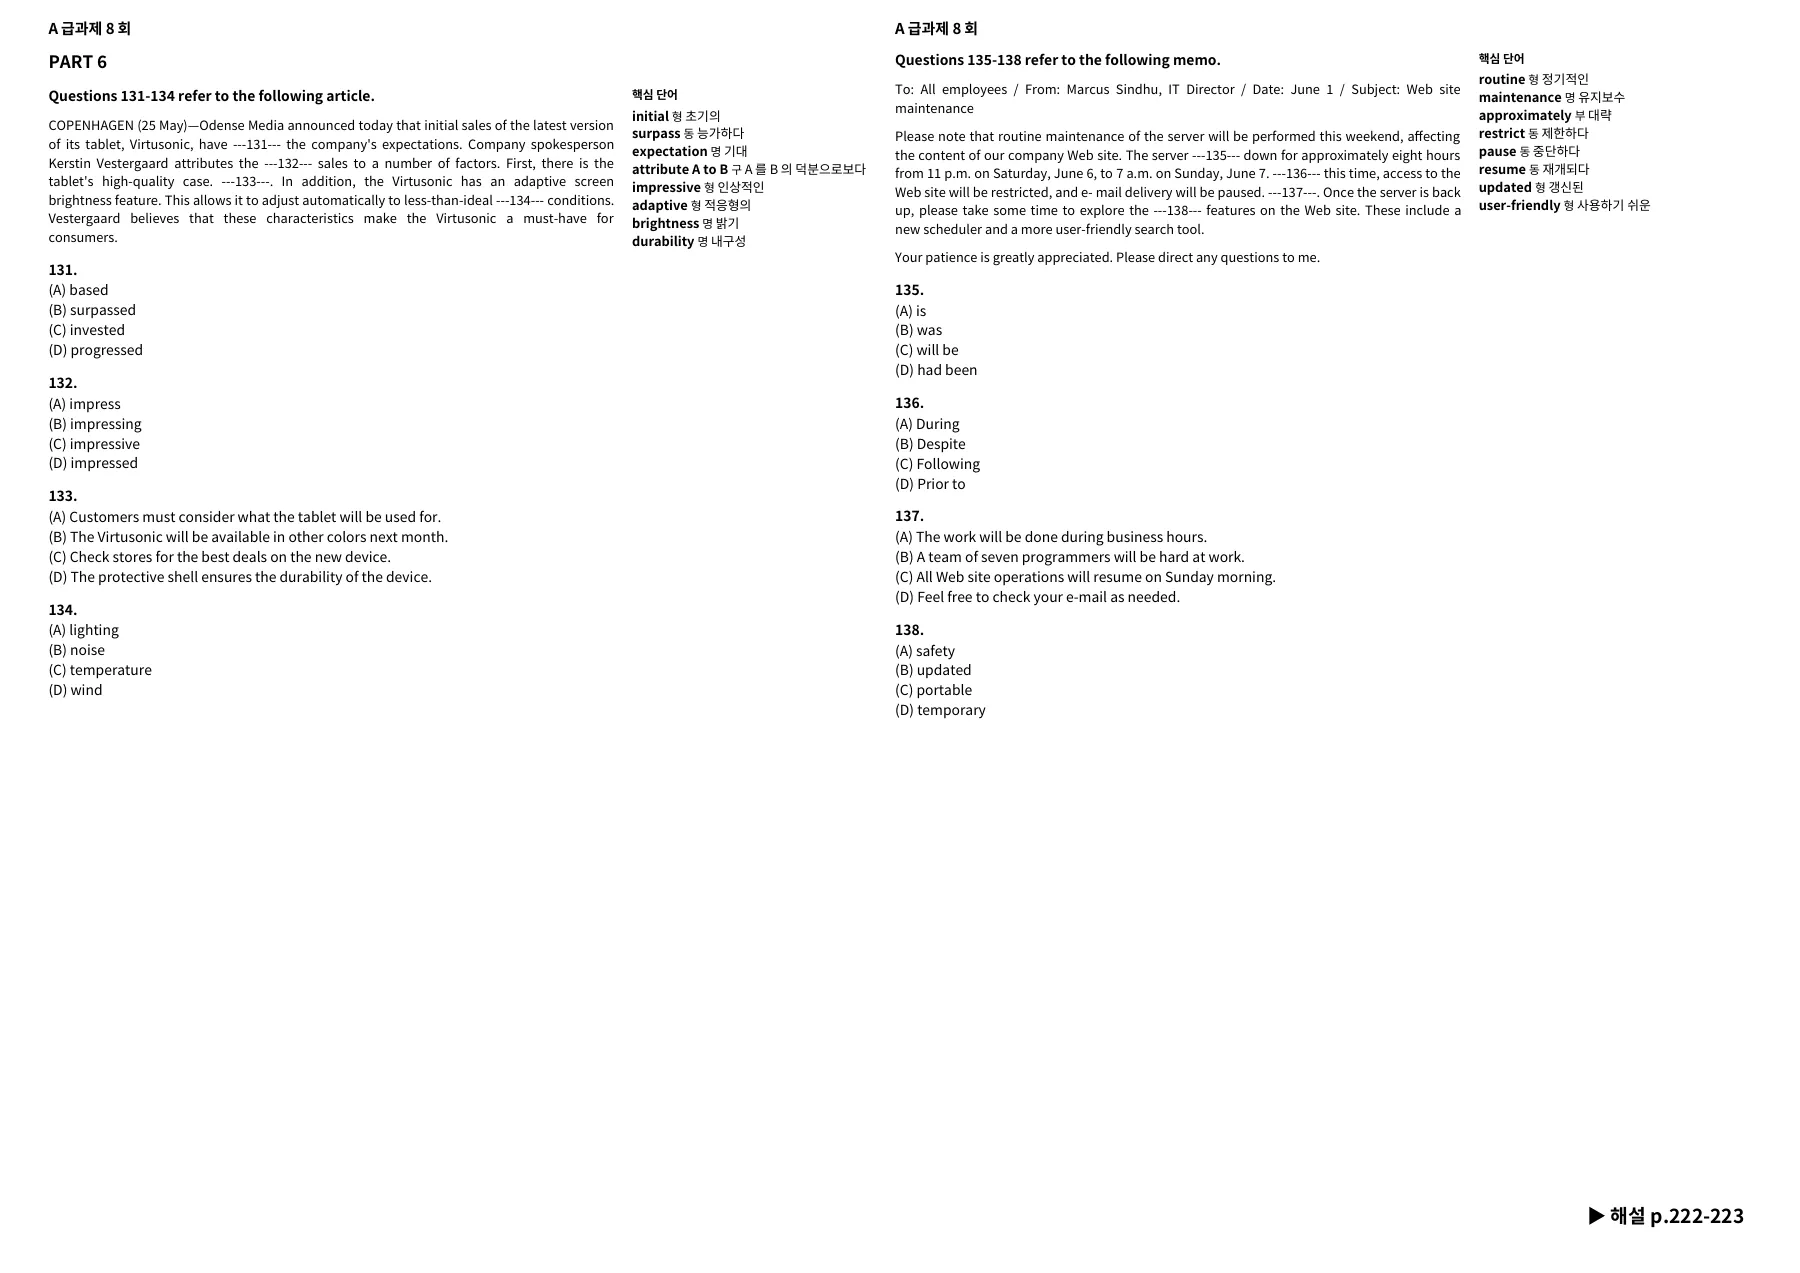 A 급과제 8 회
PART 6
Questions 131-134 refer to the following article.
COPENHAGEN (25 May)—Odense Media announced today that initial sales of the latest version
of its tablet, Virtusonic, have ---131--- the company's expectations. Company spokesperson
Kerstin Vestergaard attributes the ---132--- sales to a number of factors. First, there is the
tablet's high-quality case. ---133---. In addition, the Virtusonic has an adaptive screen
brightness feature. This allows it to adjust automatically to less-than-ideal ---134--- conditions.
Vestergaard believes that these characteristics make the Virtusonic a must-have for
consumers.
핵심 단어
initial 형 초기의
surpass 동 능가하다
expectation 명 기대
attribute A to B 구 A 를 B 의 덕분으로보다
impressive 형 인상적인
adaptive 형 적응형의
brightness 명 밝기
durability 명 내구성
131.
(A) based
(B) surpassed
(C) invested
(D) progressed
132.
(A) impress
(B) impressing
(C) impressive
(D) impressed
133.
(A) Customers must consider what the tablet will be used for.
(B) The Virtusonic will be available in other colors next month.
(C) Check stores for the best deals on the new device.
(D) The protective shell ensures the durability of the device.
134.
(A) lighting
(B) noise
(C) temperature
(D) wind
A 급과제 8 회
Questions 135-138 refer to the following memo.
To: All employees / From: Marcus Sindhu, IT Director / Date: June 1 / Subject: Web site
maintenance
Please note that routine maintenance of the server will be performed this weekend, affecting
the content of our company Web site. The server ---135--- down for approximately eight hours
from 11 p.m. on Saturday, June 6, to 7 a.m. on Sunday, June 7. ---136--- this time, access to the
Web site will be restricted, and e- mail delivery will be paused. ---137---. Once the server is back
up, please take some time to explore the ---138--- features on the Web site. These include a
new scheduler and a more user-friendly search tool.
Your patience is greatly appreciated. Please direct any questions to me.
핵심 단어
routine 형 정기적인
maintenance 명 유지보수
approximately 부 대략
restrict 동 제한하다
pause 동 중단하다
resume 동 재개되다
updated 형 갱신된
user-friendly 형 사용하기 쉬운
135.
(A) is
(B) was
(C) will be
(D) had been
136.
(A) During
(B) Despite
(C) Following
(D) Prior to
137.
(A) The work will be done during business hours.
(B) A team of seven programmers will be hard at work.
(C) All Web site operations will resume on Sunday morning.
(D) Feel free to check your e-mail as needed.
138.
(A) safety
(B) updated
(C) portable
(D) temporary
▶ 해설 p.222-223